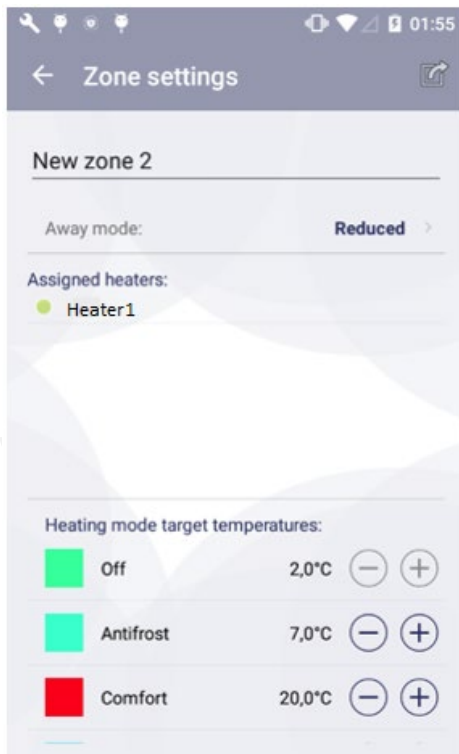 01:55
Zone settings
New zone 2
Away mode: Reduced
Assigned heaters:
Heater1
Heating mode target temperatures:
Off 2,0°C
Antifrost 7,0°C
Comfort 20,0°C